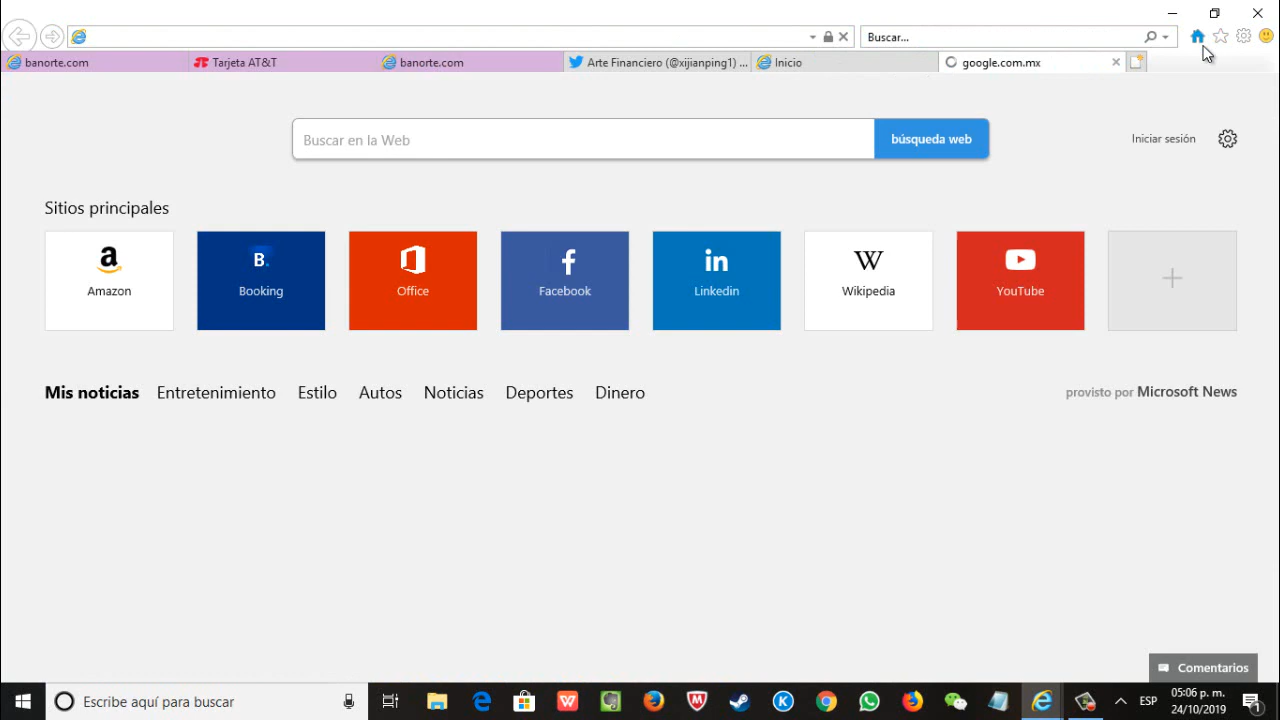 Buscar...
banorte.com
Tarjeta AT&T
banorte.com
Arte Financiero (@xijianping1) ...
Inicio
google.com.mx
Buscar en la Web
búsqueda web
Iniciar sesión
Sitios principales
Amazon
B.
Booking
Office
Facebook
in
Linkedin
W
Wikipedia
YouTube
Mis noticias
Entretenimiento
Estilo
Autos
Noticias
Deportes
Dinero
provisto por Microsoft News
Comentarios
Escribe aquí para buscar
ESP
05:06 p. m.
24/10/2019